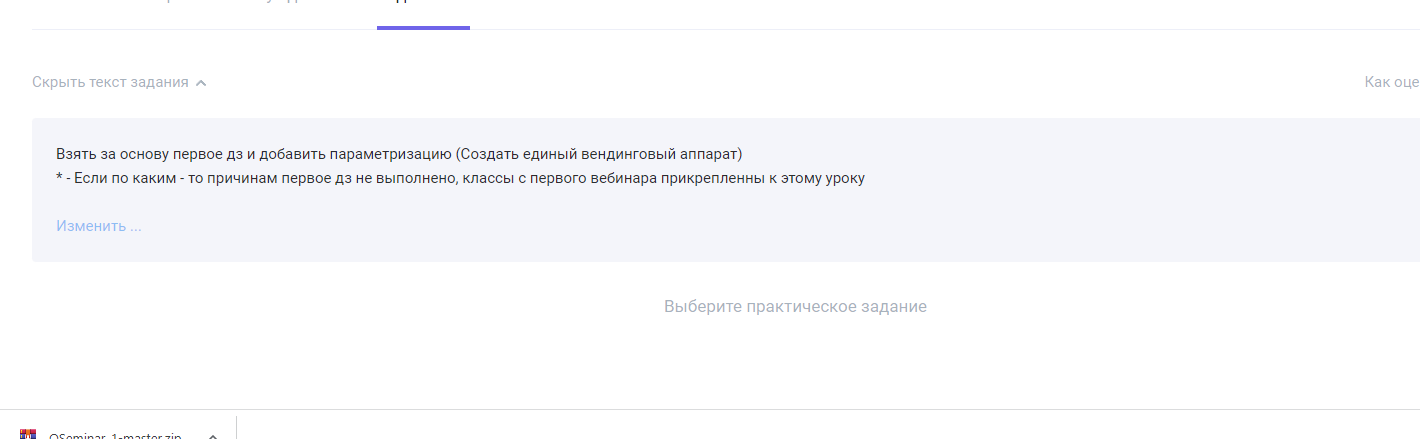 Скрыть текст задания
Как оце
Взять за основу первое дз и добавить параметризацию (Создать единый вендинговый аппарат)
* - Если по каким - то причинам первое дз не выполнено, классы с первого вебинара прикрепленны к этому уроку
Изменить ...
Выберите практическое задание
OSeminar_1-master.zip